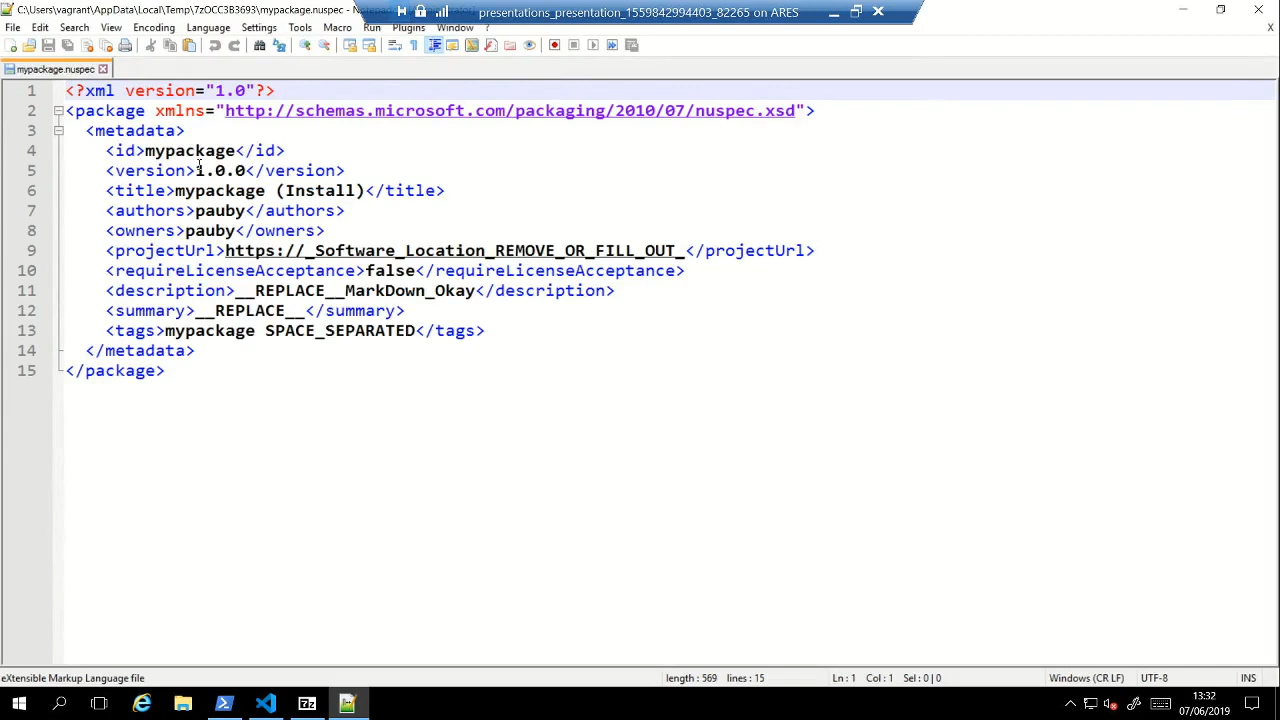 C:\Users\vagrant\AppData\Local\Temp\7zOCC3B3693\mypackage.nuspec -
presentations_presentation_1559842994403_82265 on ARES
File Edit Search View Encoding Language Settings Tools Macro Run Plugins Window ? X
mypackage.nuspec
1 <?xml version="1.0"?>
2 <package xmlns="http://schemas.microsoft.com/packaging/2010/07/nuspec.xsd">
3 <metadata>
4 <id>mypackage</id>
5 <version>1.0.0</version>
6 <title>mypackage (Install)</title>
7 <authors>pauby</authors>
8 <owners>pauby</owners>
9 <projectUrl>https://_Software_Location_REMOVE_OR_FILL_OUT_</projectUrl>
10 <requireLicenseAcceptance>false</requireLicenseAcceptance>
11 <description>__REPLACE__MarkDown_Okay</description>
12 <summary>__REPLACE__</summary>
13 <tags>mypackage SPACE_SEPARATED</tags>
14 </metadata>
15 </package>
eXtensible Markup Language file length : 569 lines : 15 Ln : 1 Col : 1 Sel : 0 | 0 Windows (CR LF) UTF-8 INS
7z
13:32
07/06/2019